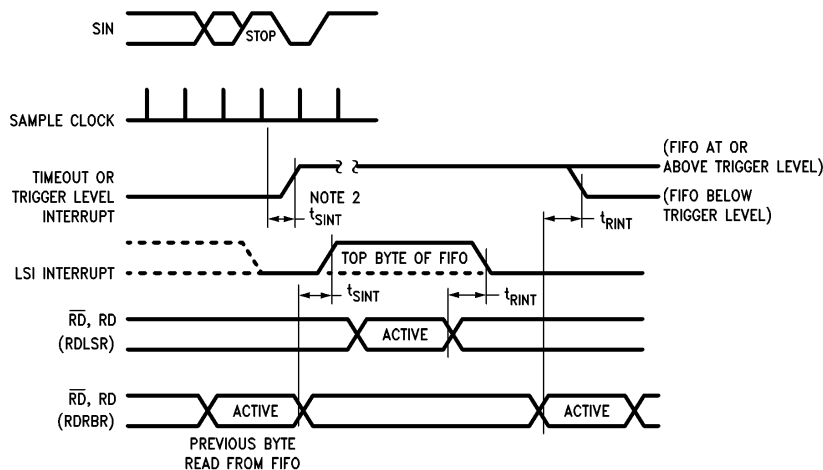 SIN
STOP
SAMPLE CLOCK
TIMEOUT OR
TRIGGER LEVEL
INTERRUPT
NOTE 2
tSINT
(FIFO AT OR
ABOVE TRIGGER LEVEL)
(FIFO BELOW
TRIGGER LEVEL)
tRINT
LSI INTERRUPT
TOP BYTE OF FIFO
tSINT
tRINT
R̅D̅, RD
(RDLSR)
ACTIVE
R̅D̅, RD
(RDRBR)
ACTIVE
ACTIVE
PREVIOUS BYTE
READ FROM FIFO